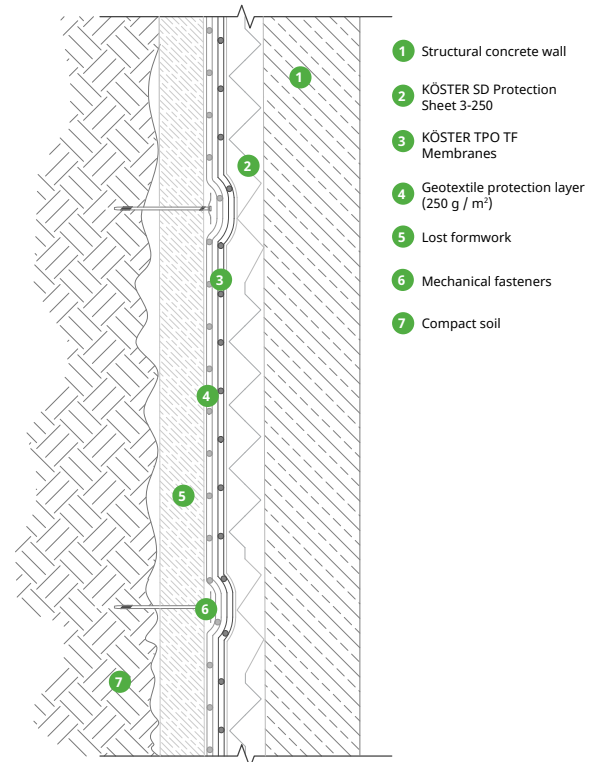 1 Structural concrete wall
2 KÖSTER SD Protection
Sheet 3-250
3 KÖSTER TPO TF
Membranes
4 Geotextile protection layer
(250 g / m²)
5 Lost formwork
6 Mechanical fasteners
7 Compact soil
1
2
3
4
5
6
7